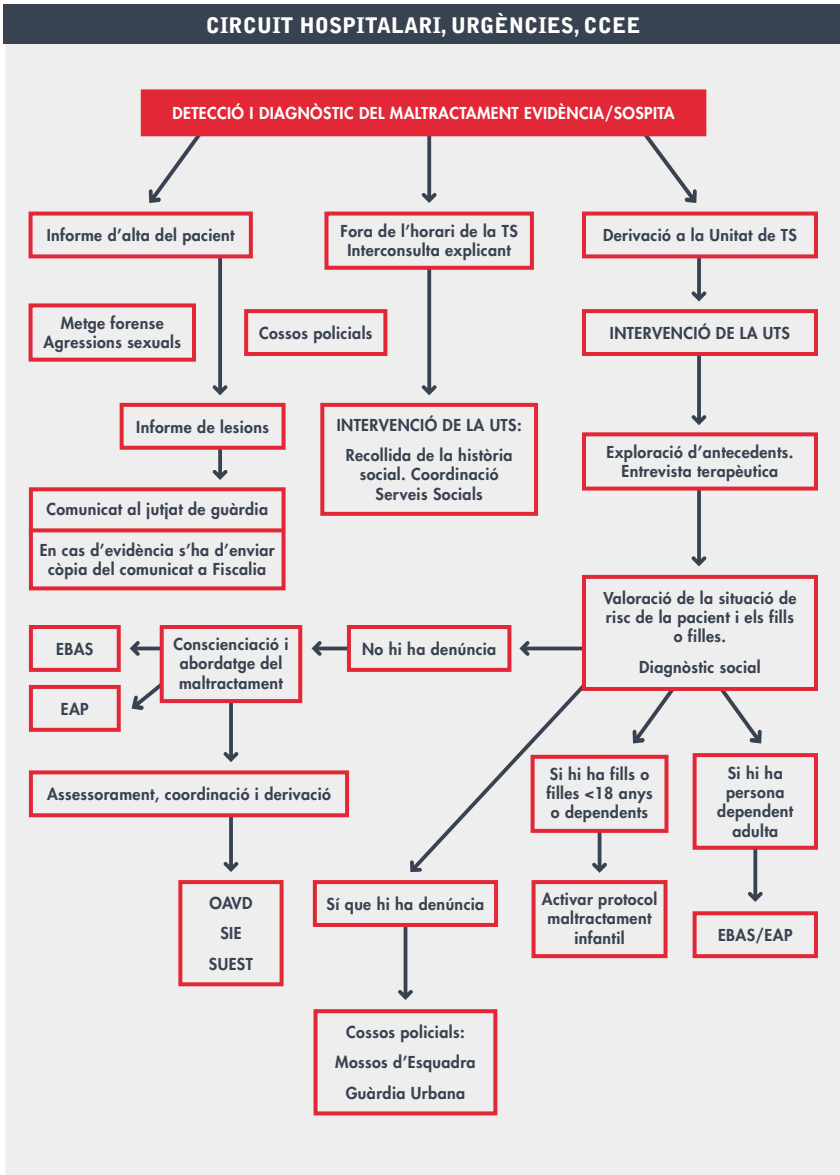 CIRCUIT HOSPITALARI, URGÈNCIES, CCEE
DETECCIÓ I DIAGNÒSTIC DEL MALTRACTAMENT EVIDÈNCIA/SOSPITA
Informe d'alta del pacient
Fora de l'horari de la TS
Interconsulta explicant
Derivació a la Unitat de TS
Metge forense
Agressions sexuals
Cossos policials
INTERVENCIÓ DE LA UTS
Informe de lesions
INTERVENCIÓ DE LA UTS:
Recollida de la història
social. Coordinació
Serveis Socials
Exploració d'antecedents.
Entrevista terapèutica
Comunicat al jutjat de guàrdia
En cas d'evidència s'ha d'enviar
còpia del comunicat a Fiscalia
Valoració de la situació de
risc de la pacient i els fills
o filles.
Diagnòstic social
No hi ha denúncia
Conscienciació i
abordatge del
maltractament
EBAS
EAP
Assessorament, coordinació i derivació
Si hi ha fills o
filles <18 anys
o dependents
Si hi ha
persona
dependent
adulta
OAVD
SIE
SUEST
Sí que hi ha denúncia
Activar protocol
maltractament
infantil
EBAS/EAP
Cossos policials:
Mossos d'Esquadra
Guàrdia Urbana